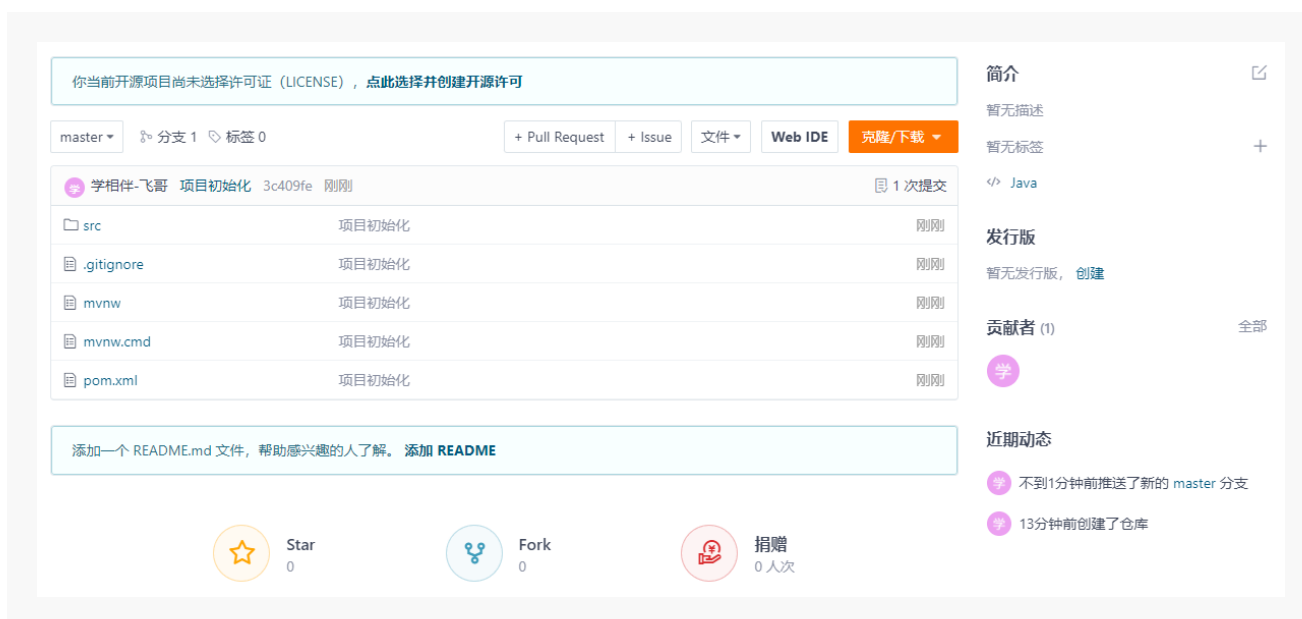 你当前开源项目尚未选择许可证（LICENSE），点此选择并创建开源许可
master 分支 1 标签 0 + Pull Request + Issue 文件 Web IDE 克隆/下载
学 学相伴-飞哥 项目初始化 3c409fe 刚刚 1 次提交
src 项目初始化 刚刚
.gitignore 项目初始化 刚刚
mvnw 项目初始化 刚刚
mvnw.cmd 项目初始化 刚刚
pom.xml 项目初始化 刚刚
添加一个 README.md 文件，帮助感兴趣的人了解。 添加 README
Star
0
Fork
0
捐赠
0 人次
简介
暂无描述
暂无标签
</> Java
发行版
暂无发行版， 创建
贡献者 (1) 全部
学
近期动态
学 不到1分钟前推送了新的 master 分支
学 13分钟前创建了仓库